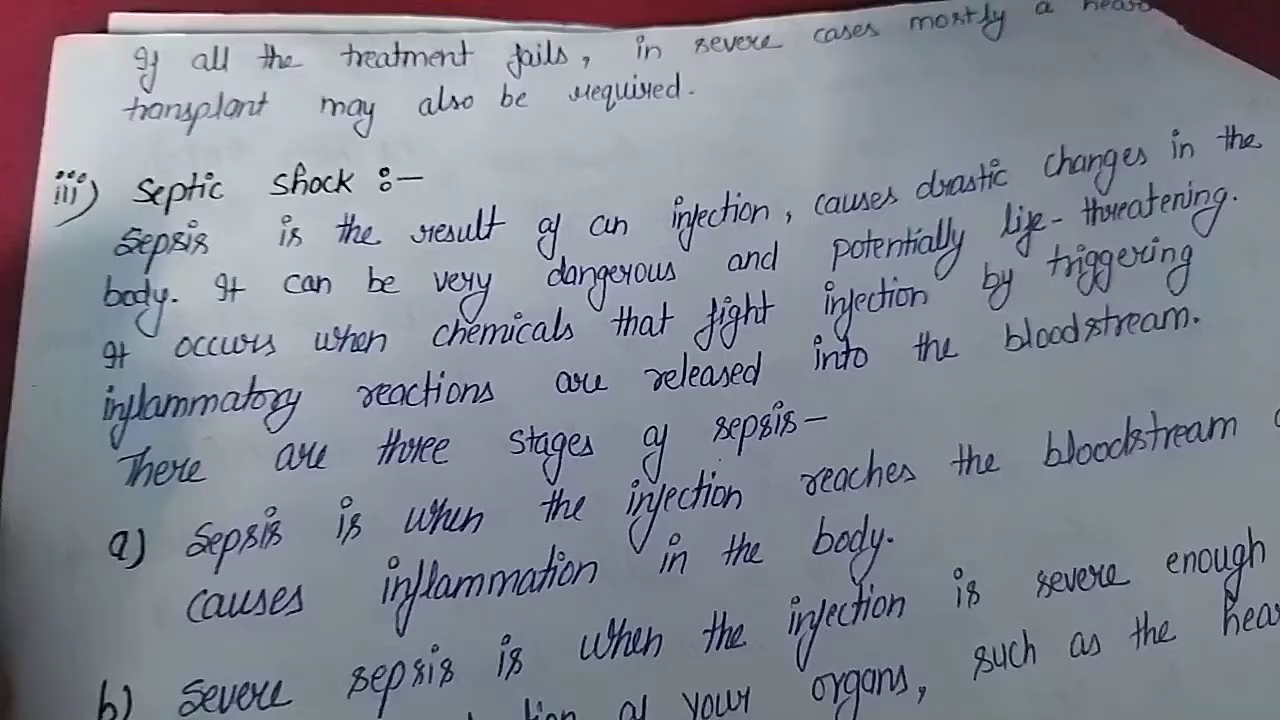 If all the treatment fails, in severe cases mostly a
transplant may also be required.
iii) Septic Shock :-
Sepsis is the result of an infection, causes drastic changes in the
body. It can be very dangerous and potentially life-threatening.
It occurs when chemicals that fight infection by triggering
inflammatory reactions are released into the bloodstream.
There are three stages of sepsis-
a) Sepsis is when the infection reaches the bloodstream
causes inflammation in the body.
b) Severe sepsis is when the infection is severe enough
of your organs, such as the